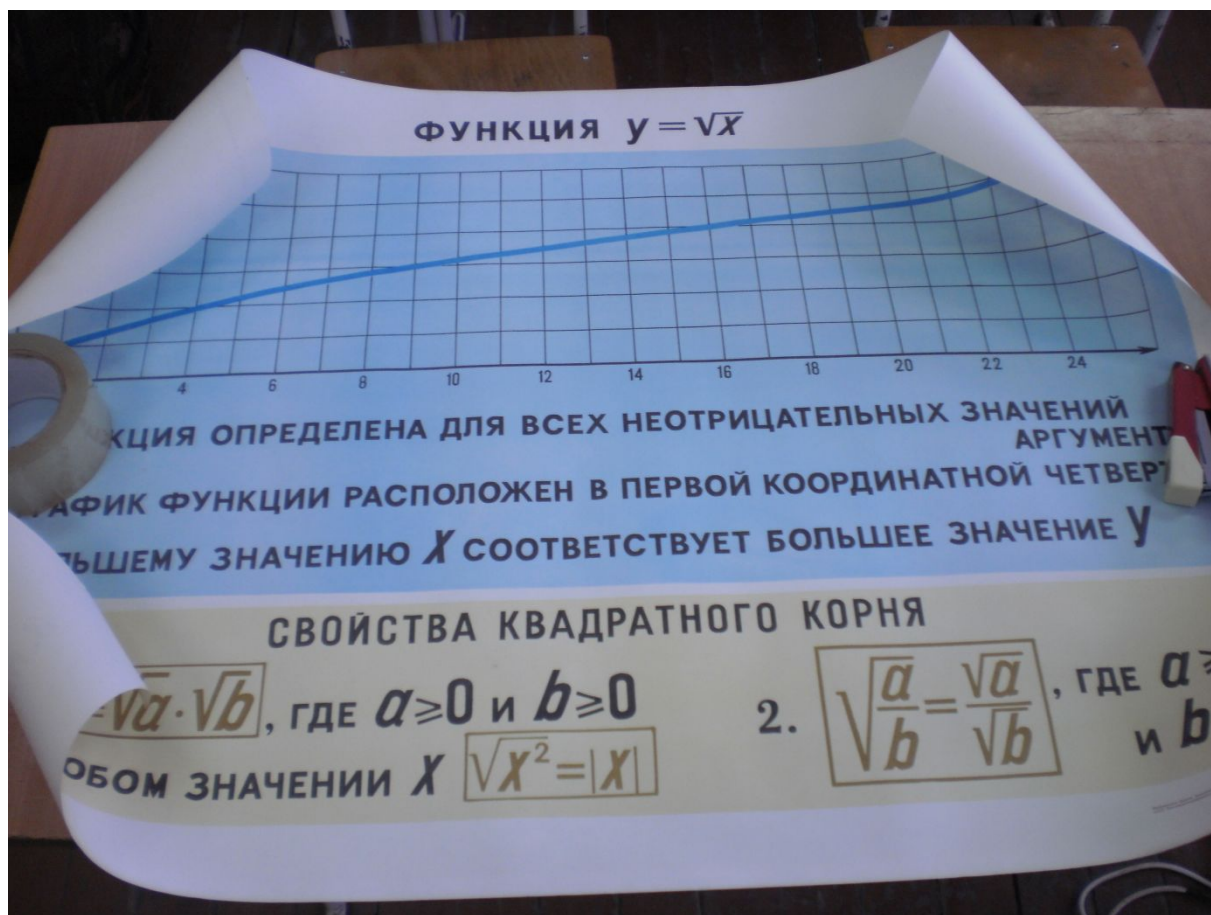 ФУНКЦИЯ y=√x
4 6 8 10 12 14 16 18 20 22 24
КЦИЯ ОПРЕДЕЛЕНА ДЛЯ ВСЕХ НЕОТРИЦАТЕЛЬНЫХ ЗНАЧЕНИЙ
АРГУМЕНТ
АФИК ФУНКЦИИ РАСПОЛОЖЕН В ПЕРВОЙ КООРДИНАТНОЙ ЧЕТВЕРТ
ЬШЕМУ ЗНАЧЕНИЮ X СООТВЕТСТВУЕТ БОЛЬШЕЕ ЗНАЧЕНИЕ y
СВОЙСТВА КВАДРАТНОГО КОРНЯ
=√a·√b, ГДЕ a⩾0 И b⩾0
2. √(a/b)=√a/√b, ГДЕ a⩾
И b
ОБОМ ЗНАЧЕНИИ X √x²=|X|